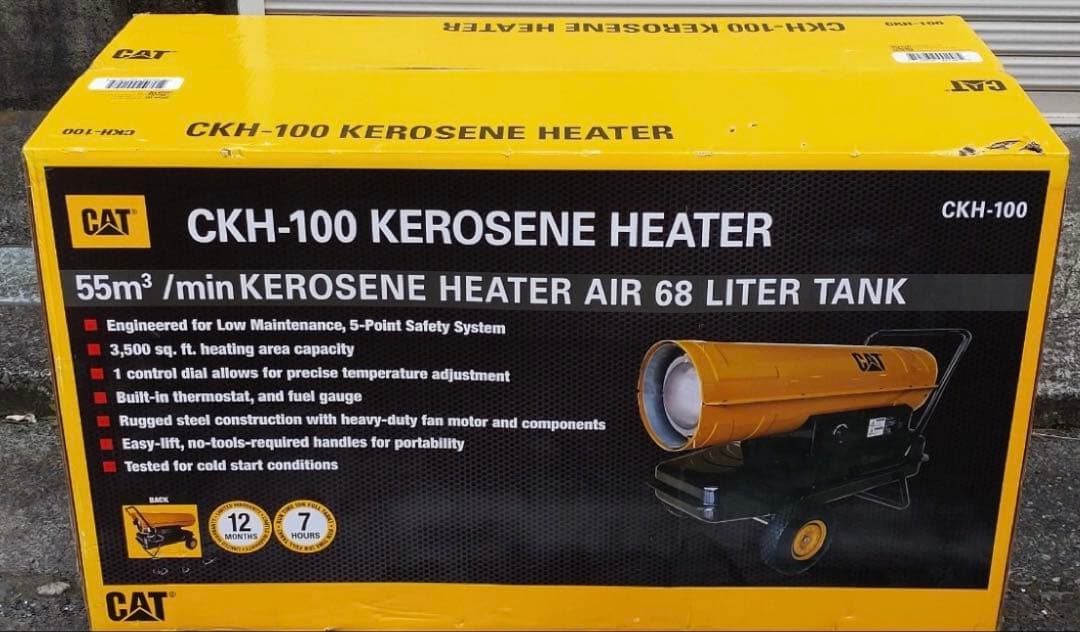 CKH-100 KEROSENE HEATER
CAT
CAT
CKH-100
CKH-100 KEROSENE HEATER
CAT
CKH-100 KEROSENE HEATER
CKH-100
55m³ /min KEROSENE HEATER AIR 68 LITER TANK
Engineered for Low Maintenance, 5-Point Safety System
3,500 sq. ft. heating area capacity
1 control dial allows for precise temperature adjustment
Built-in thermostat, and fuel gauge
Rugged steel construction with heavy-duty fan motor and components
Easy-lift, no-tools-required handles for portability
Tested for cold start conditions
CAT
BACK
12
MONTHS
7
HOURS
CAT®